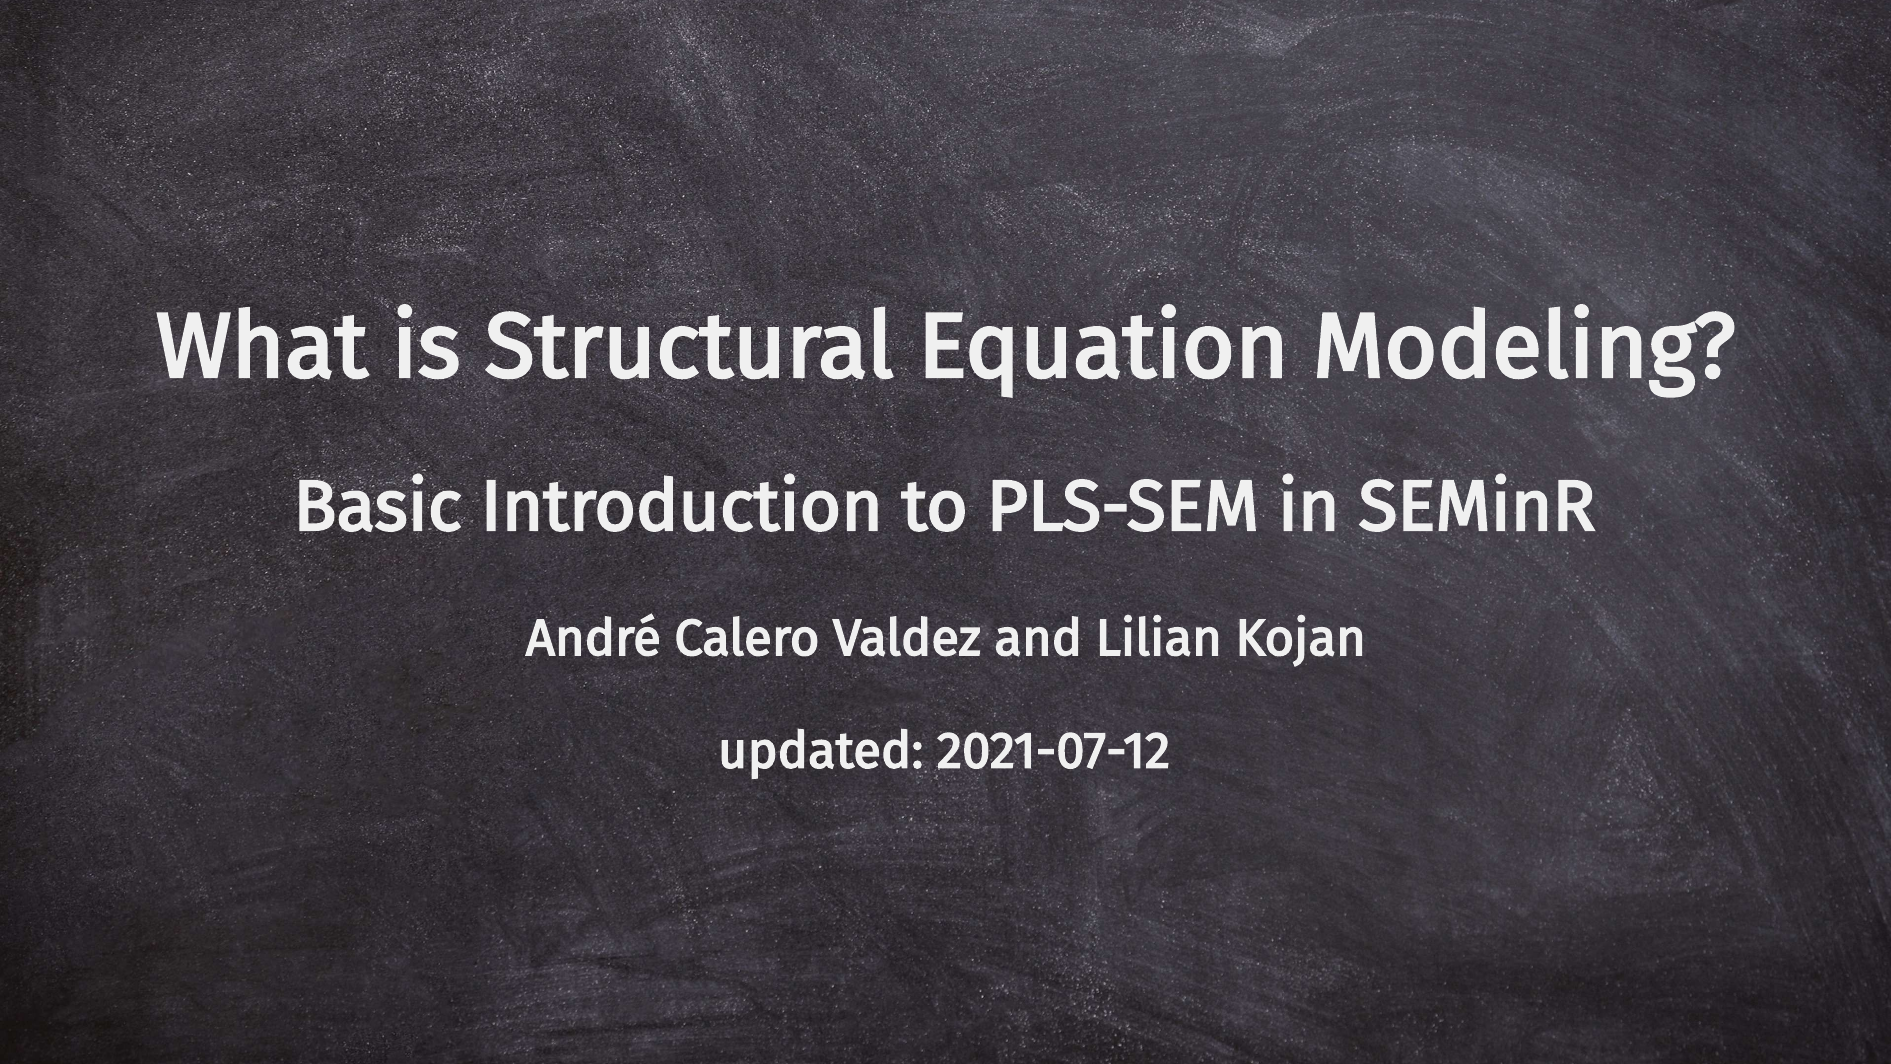 What is Structural Equation Modeling?
Basic Introduction to PLS-SEM in SEMinR
André Calero Valdez and Lilian Kojan
updated: 2021-07-12